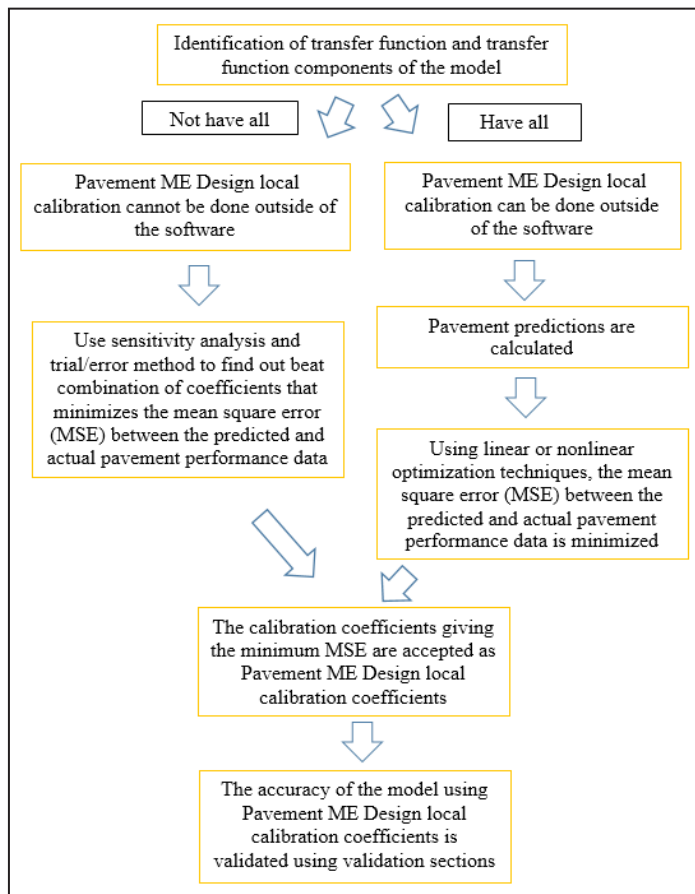 Identification of transfer function and transfer
function components of the model
Not have all
Have all
Pavement ME Design local
calibration cannot be done outside of
the software
Pavement ME Design local
calibration can be done outside
of the software
Use sensitivity analysis and
trial/error method to find out beat
combination of coefficients that
minimizes the mean square error
(MSE) between the predicted and
actual pavement performance data
Pavement predictions are
calculated
Using linear or nonlinear
optimization techniques, the mean
square error (MSE) between the
predicted and actual pavement
performance data is minimized
The calibration coefficients giving
the minimum MSE are accepted as
Pavement ME Design local
calibration coefficients
The accuracy of the model using
Pavement ME Design local
calibration coefficients is
validated using validation sections